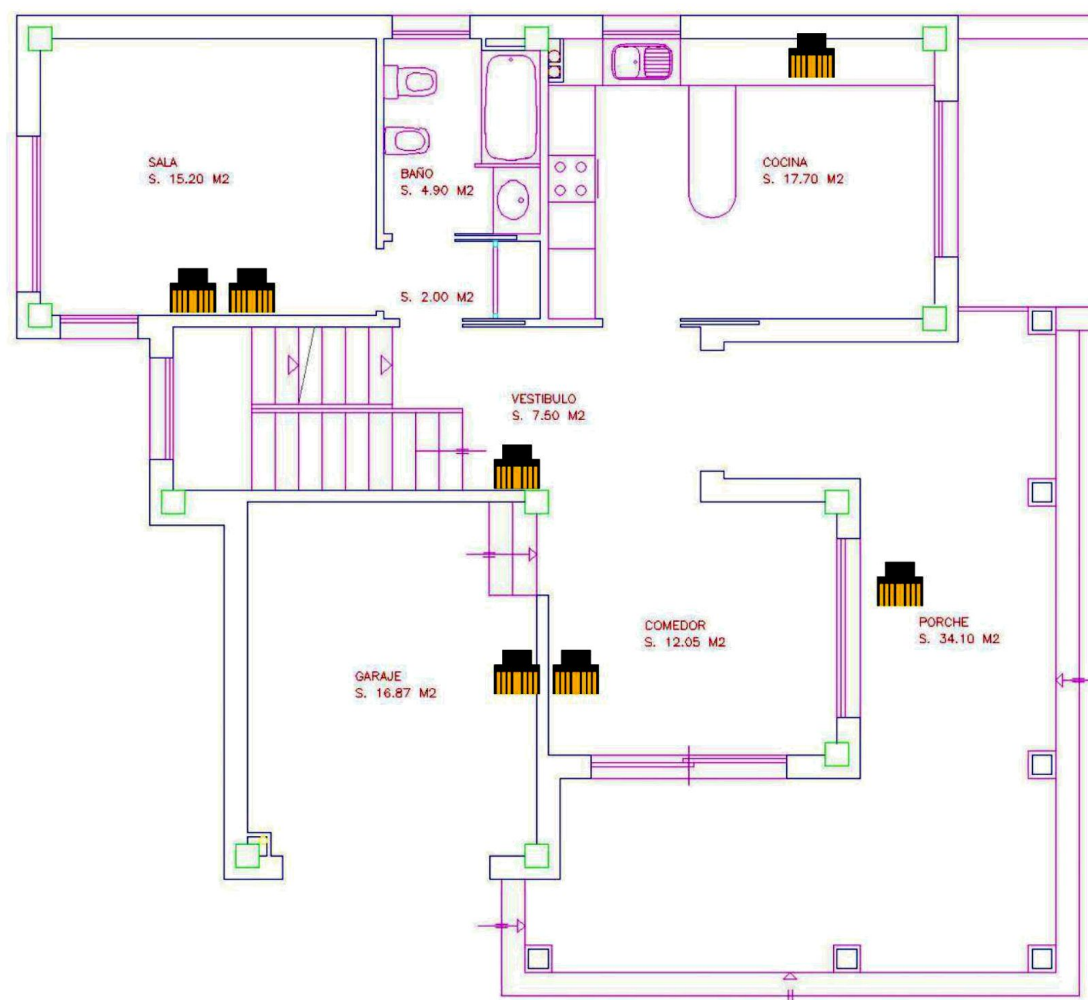 SALA
S. 15.20 M2
BAÑO
S. 4.90 M2
COCINA
S. 17.70 M2
S. 2.00 M2
VESTIBULO
S. 7.50 M2
COMEDOR
S. 12.05 M2
PORCHE
S. 34.10 M2
GARAJE
S. 16.87 M2